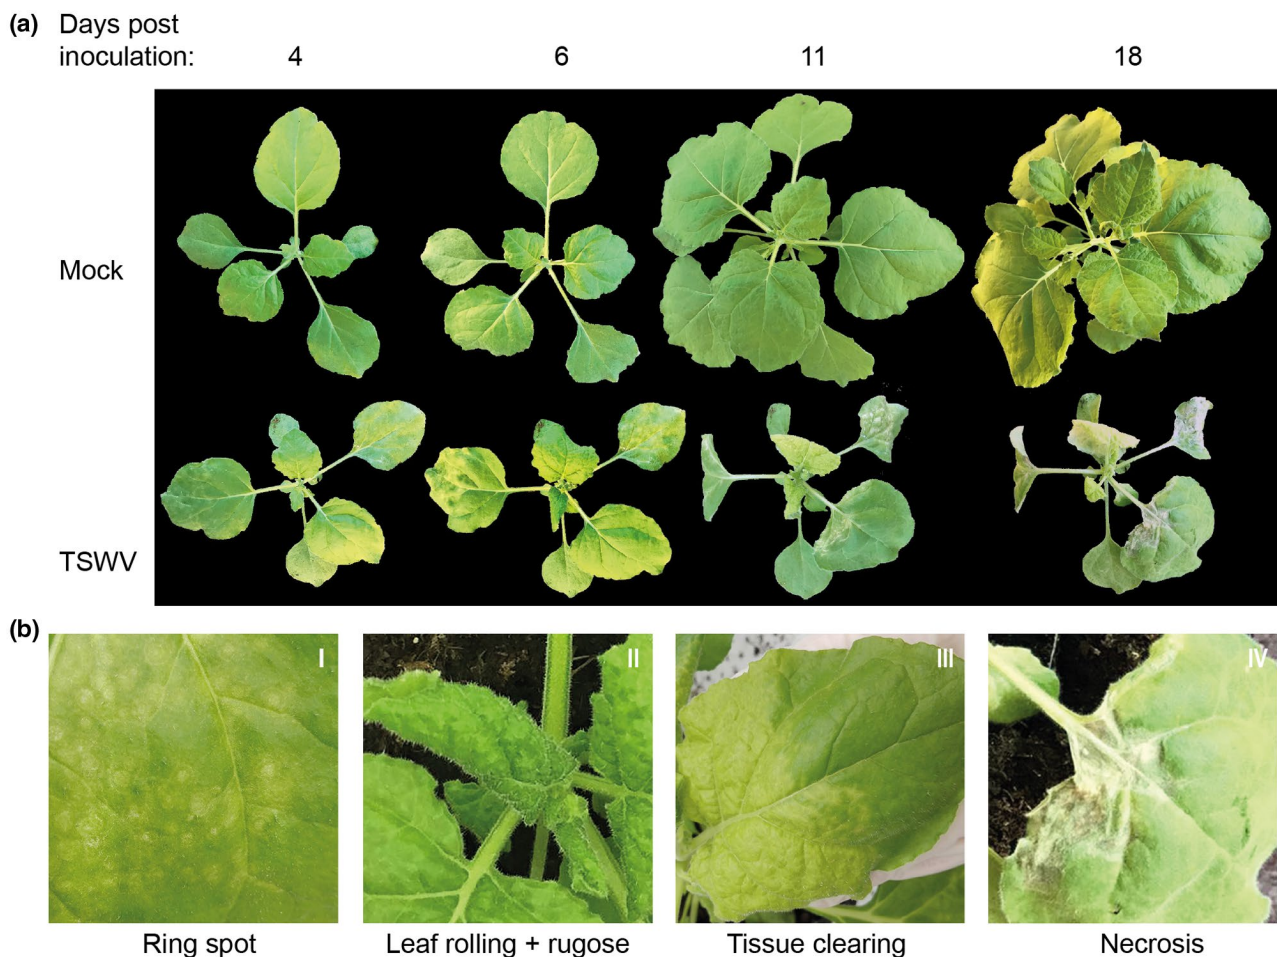 (a) Days post
inoculation: 4 6 11 18
Mock
TSWV
(b)
I II III IV
Ring spot Leaf rolling + rugose Tissue clearing Necrosis